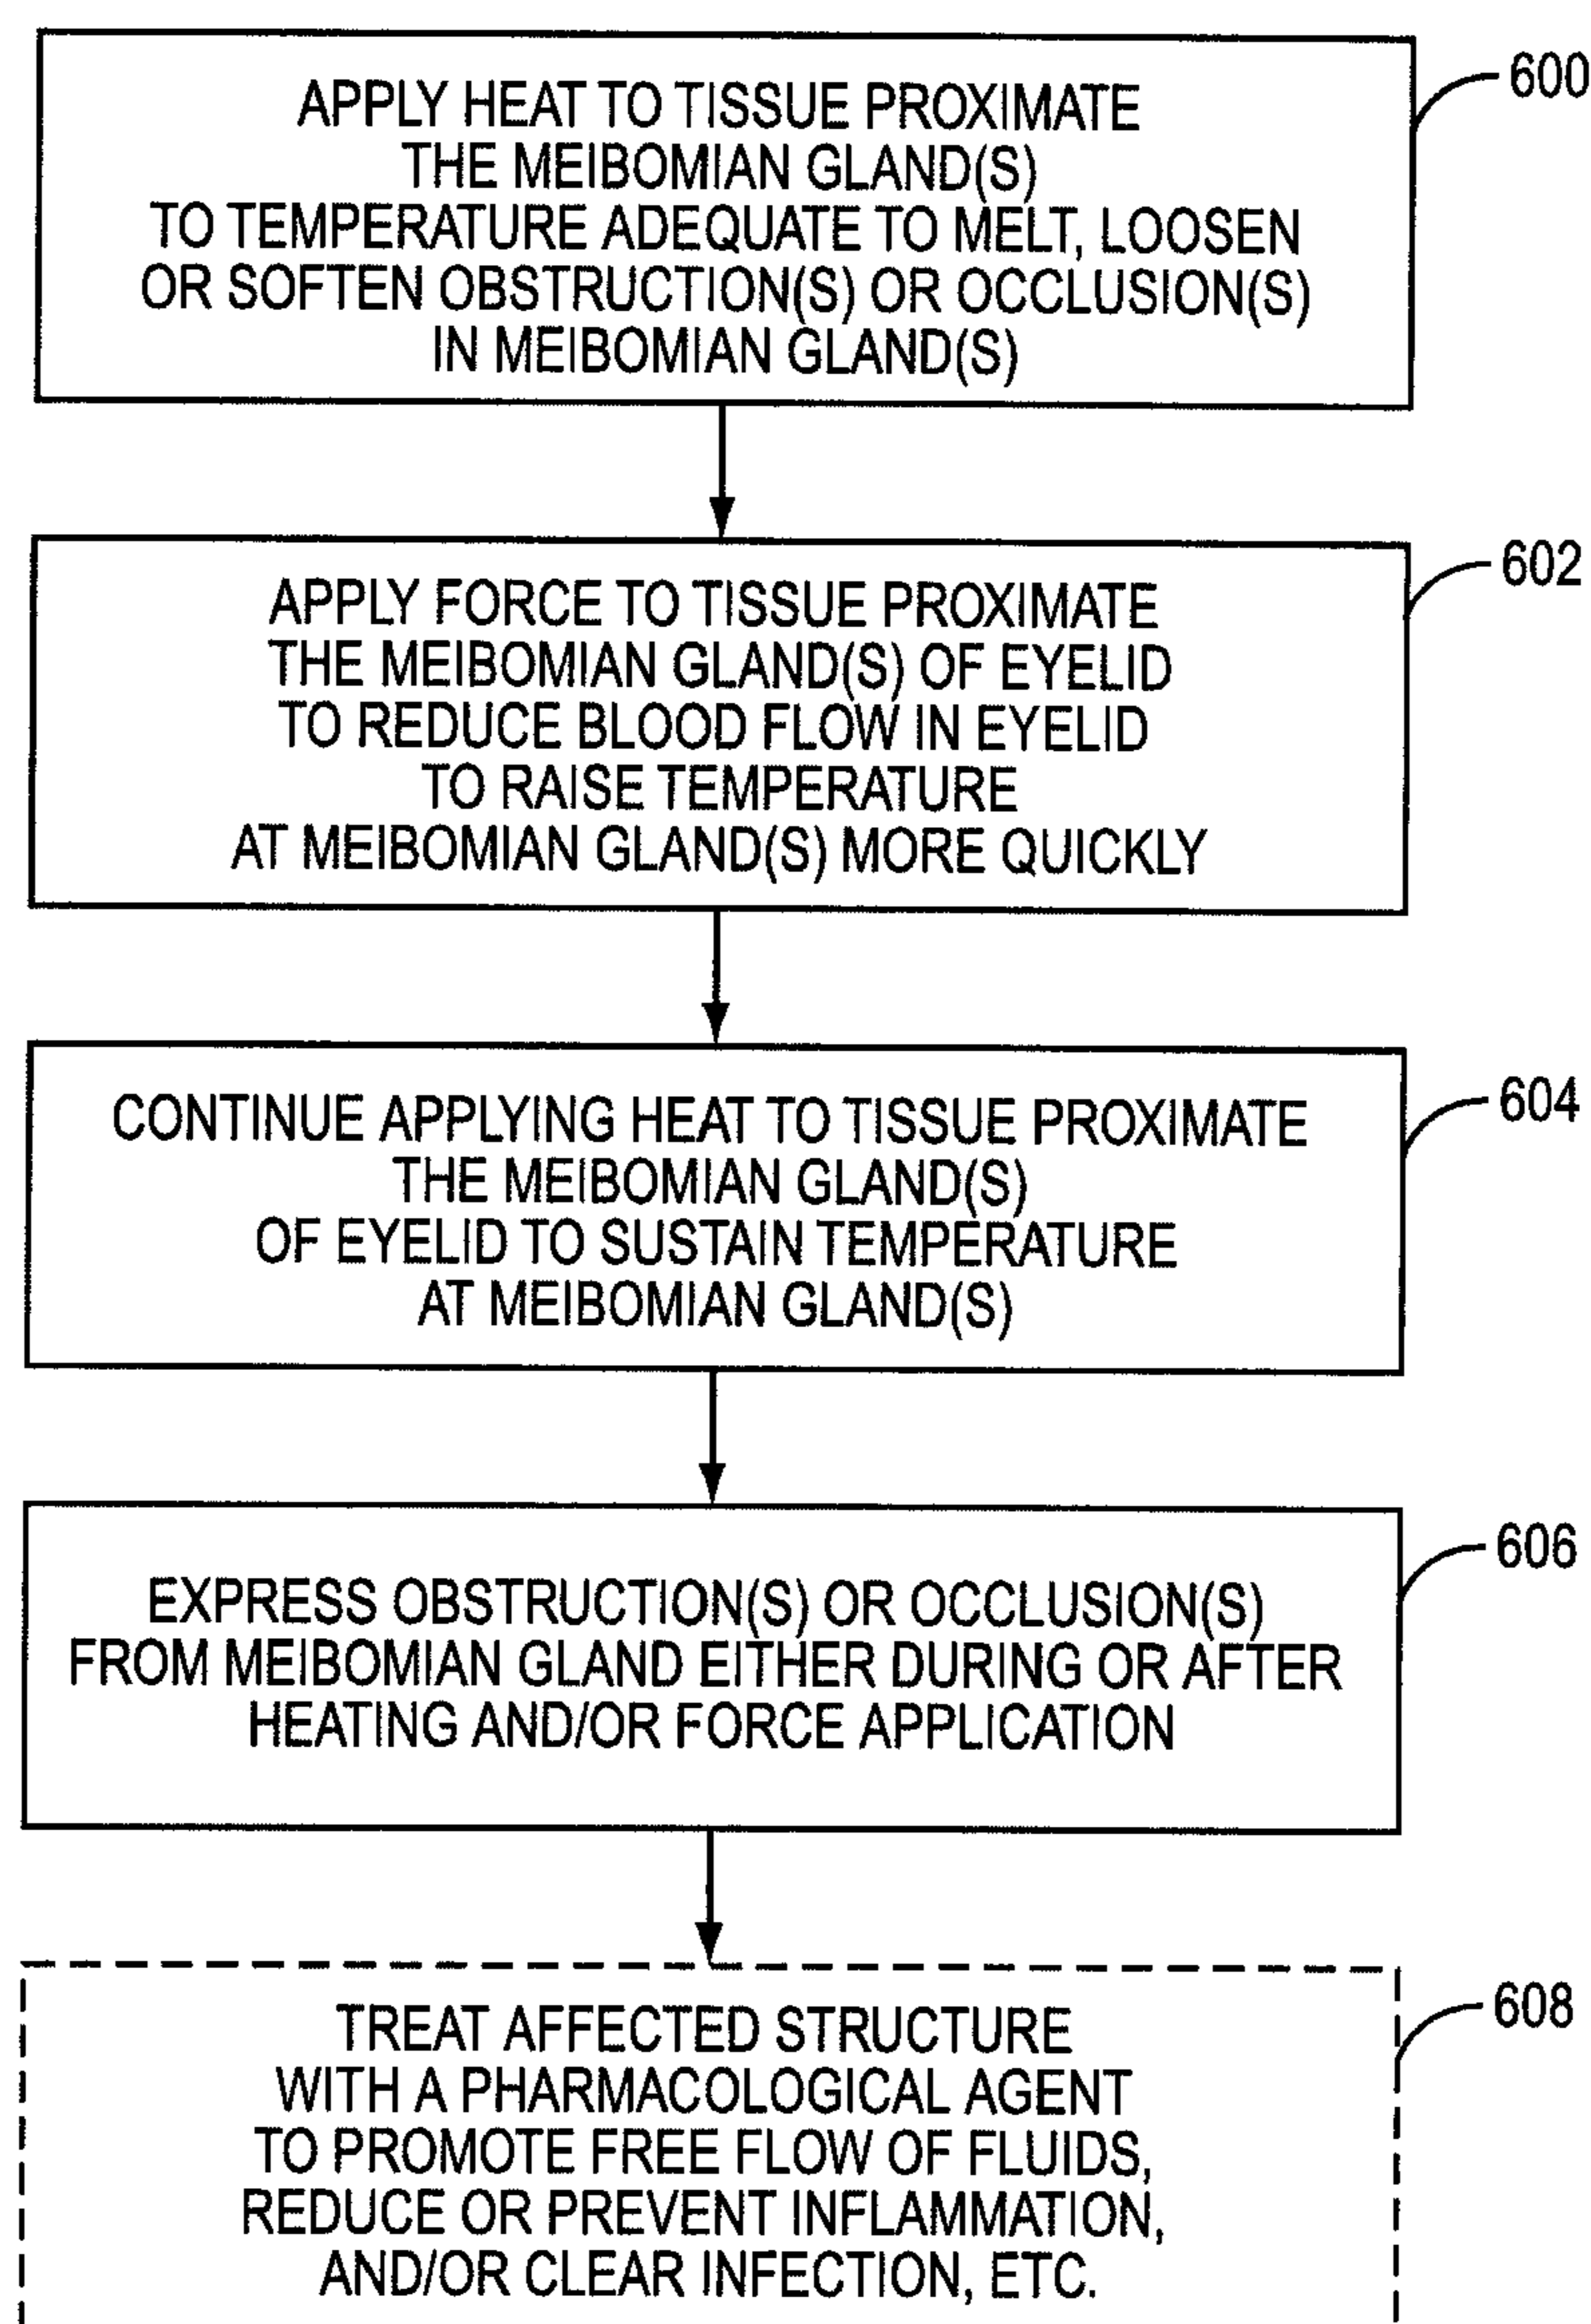 APPLY HEAT TO TISSUE PROXIMATE
THE MEIBOMIAN GLAND(S)
TO TEMPERATURE ADEQUATE TO MELT, LOOSEN
OR SOFTEN OBSTRUCTION(S) OR OCCLUSION(S)
IN MEIBOMIAN GLAND(S)
600
APPLY FORCE TO TISSUE PROXIMATE
THE MEIBOMIAN GLAND(S) OF EYELID
TO REDUCE BLOOD FLOW IN EYELID
TO RAISE TEMPERATURE
AT MEIBOMIAN GLAND(S) MORE QUICKLY
602
CONTINUE APPLYING HEAT TO TISSUE PROXIMATE
THE MEIBOMIAN GLAND(S)
OF EYELID TO SUSTAIN TEMPERATURE
AT MEIBOMIAN GLAND(S)
604
EXPRESS OBSTRUCTION(S) OR OCCLUSION(S)
FROM MEIBOMIAN GLAND EITHER DURING OR AFTER
HEATING AND/OR FORCE APPLICATION
606
TREAT AFFECTED STRUCTURE
WITH A PHARMACOLOGICAL AGENT
TO PROMOTE FREE FLOW OF FLUIDS,
REDUCE OR PREVENT INFLAMMATION,
AND/OR CLEAR INFECTION, ETC.
608